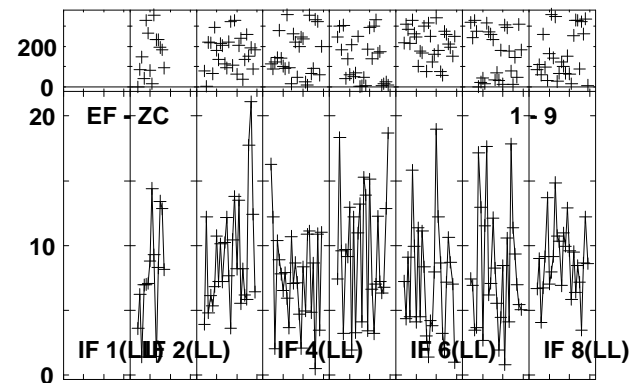 200
0
20
EF - ZC 1 - 9
10
IF 1(LL) IF 2(LL) IF 4(LL) IF 6(LL) IF 8(LL)
0